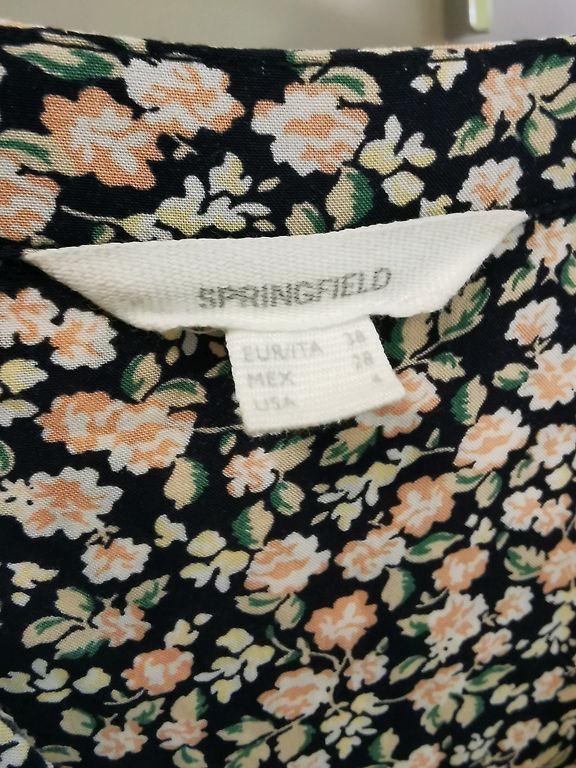 SPRINGFIELD
EUR/ITA 38
MEX 28
USA 4